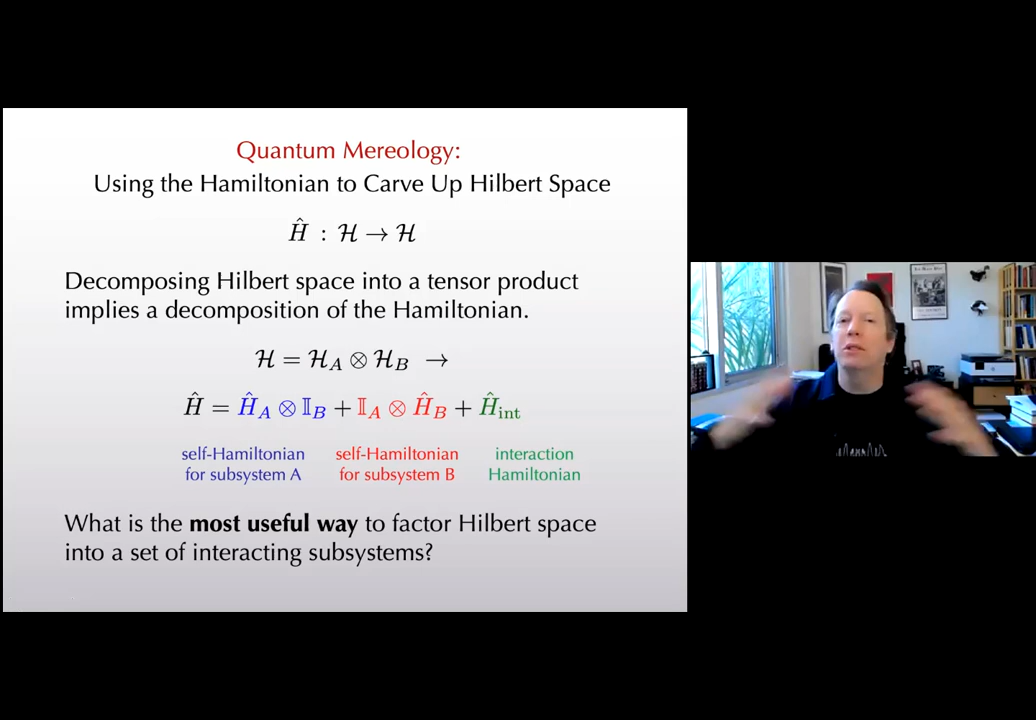 Quantum Mereology:
Using the Hamiltonian to Carve Up Hilbert Space
Ĥ : ℋ → ℋ
Decomposing Hilbert space into a tensor product
implies a decomposition of the Hamiltonian.
ℋ = ℋ_A ⊗ ℋ_B →
Ĥ = Ĥ_A ⊗ 𝕀_B + 𝕀_A ⊗ Ĥ_B + Ĥ_int
self-Hamiltonian self-Hamiltonian interaction
for subsystem A for subsystem B Hamiltonian
What is the most useful way to factor Hilbert space
into a set of interacting subsystems?